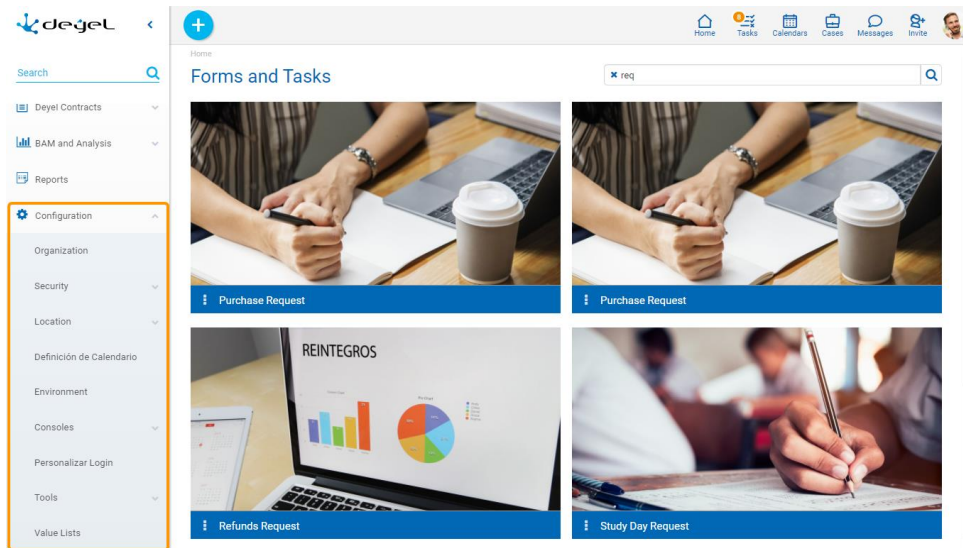 deyel
Search
Deyel Contracts
BAM and Analysis
Reports
Configuration
Organization
Security
Location
Definición de Calendario
Environment
Consoles
Personalizar Login
Tools
Value Lists
+
Home
8
Tasks
Calendars
Cases
Messages
Invite
Home
Forms and Tasks
req
Purchase Request
Purchase Request
REINTEGROS
Refunds Request
Study Day Request